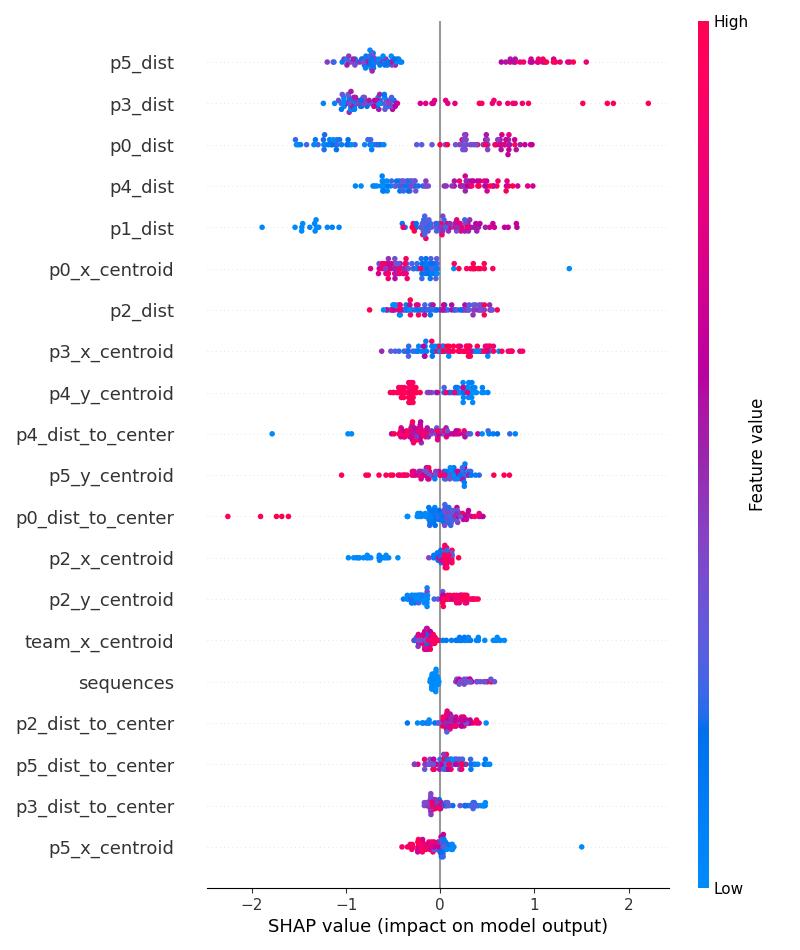 High
p5_dist
p3_dist
p0_dist
p4_dist
p1_dist
p0_x_centroid
p2_dist
p3_x_centroid
p4_y_centroid
p4_dist_to_center
p5_y_centroid
p0_dist_to_center
p2_x_centroid
p2_y_centroid
team_x_centroid
sequences
p2_dist_to_center
p5_dist_to_center
p3_dist_to_center
p5_x_centroid
Feature value
Low
−2 −1 0 1 2
SHAP value (impact on model output)